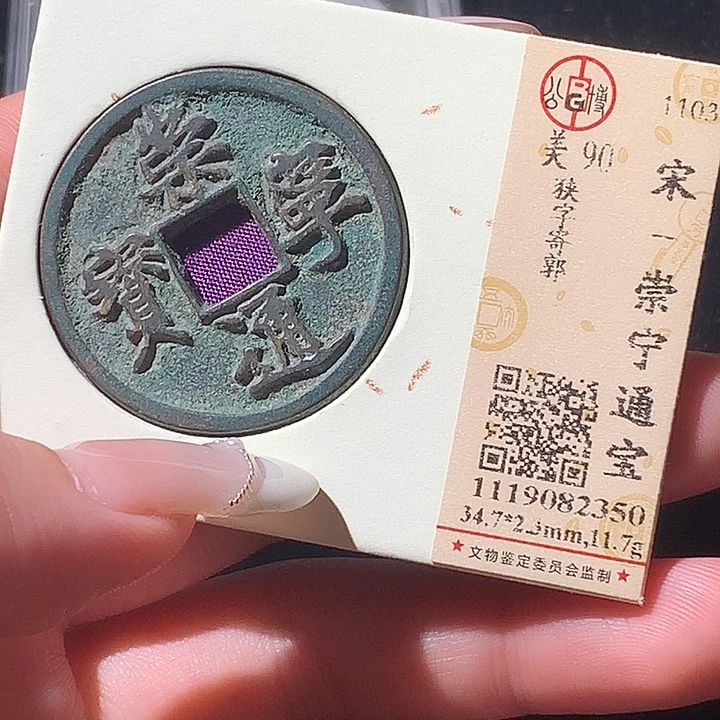 崇寧通寶
公博
1103
美 90
狭字寄郭
宋—崇宁通宝
1119082350
34.7*2.3mm,11.7g
★文物鉴定委员会监制★